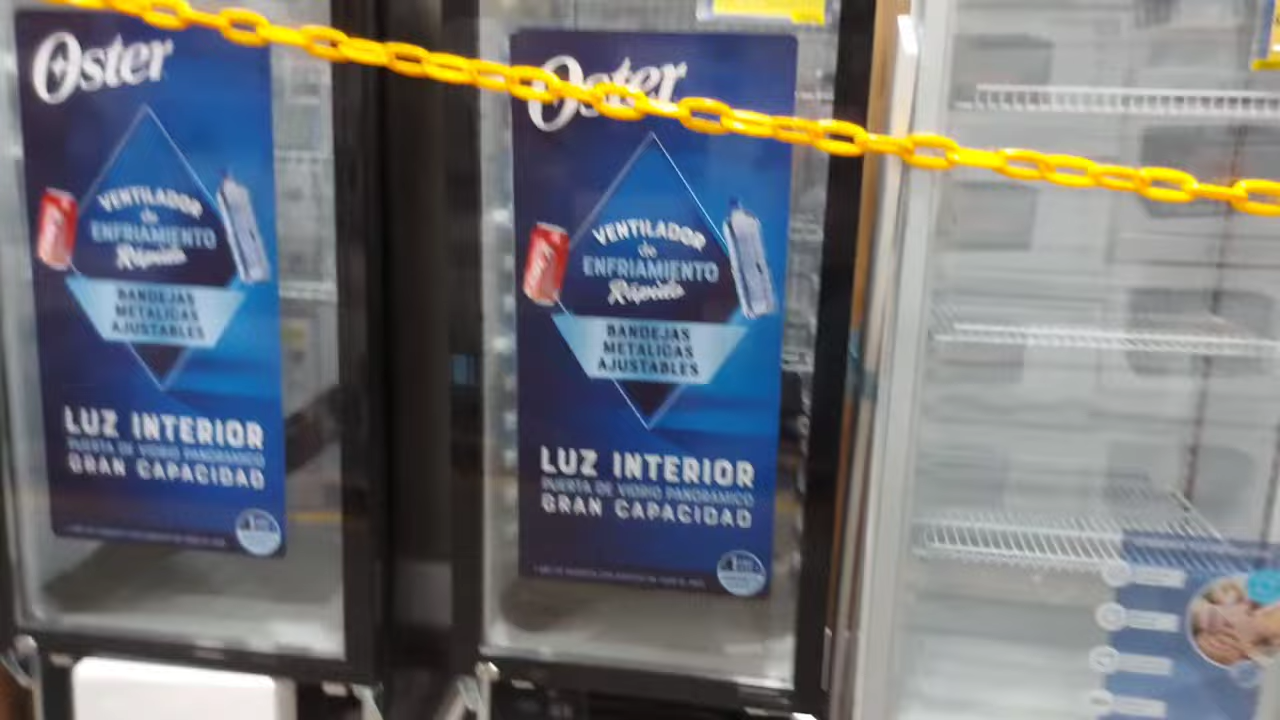 Oster
VENTILADOR
de
ENFRIAMIENTO
Rápido
BANDEJAS
METALICAS
AJUSTABLES
LUZ INTERIOR
PUERTA DE VIDRIO PANORAMICO
GRAN CAPACIDAD
Oster
VENTILADOR
de
ENFRIAMIENTO
Rápido
BANDEJAS
METALICAS
AJUSTABLES
LUZ INTERIOR
PUERTA DE VIDRIO PANORAMICO
GRAN CAPACIDAD